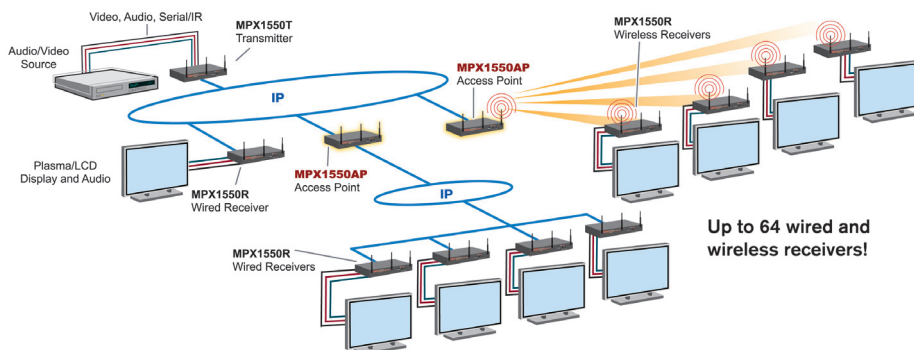 Video, Audio, Serial/IR
MPX1550T
Transmitter
Audio/Video
Source
MPX1550R
Wireless Receivers
MPX1550AP
Access Point
IP
Plasma/LCD
Display and Audio
MPX1550R
Wired Receiver
MPX1550AP
Access Point
IP
Up to 64 wired and
wireless receivers!
MPX1550R
Wired Receivers